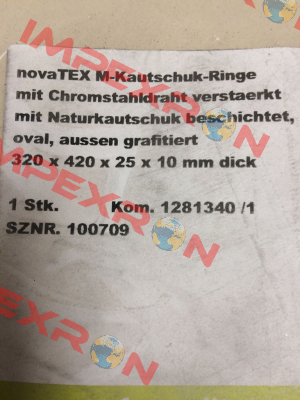 IMPEXRON
novaTEX M-Kautschuk-Ringe
mit Chromstahldraht verstaerkt
mit Naturkautschuk beschichtet,
oval, aussen grafitiert
320 x 420 x 25 x 10 mm dick
1 Stk. Kom. 1281340 /1
SZNR. 100709
IMPEXRON